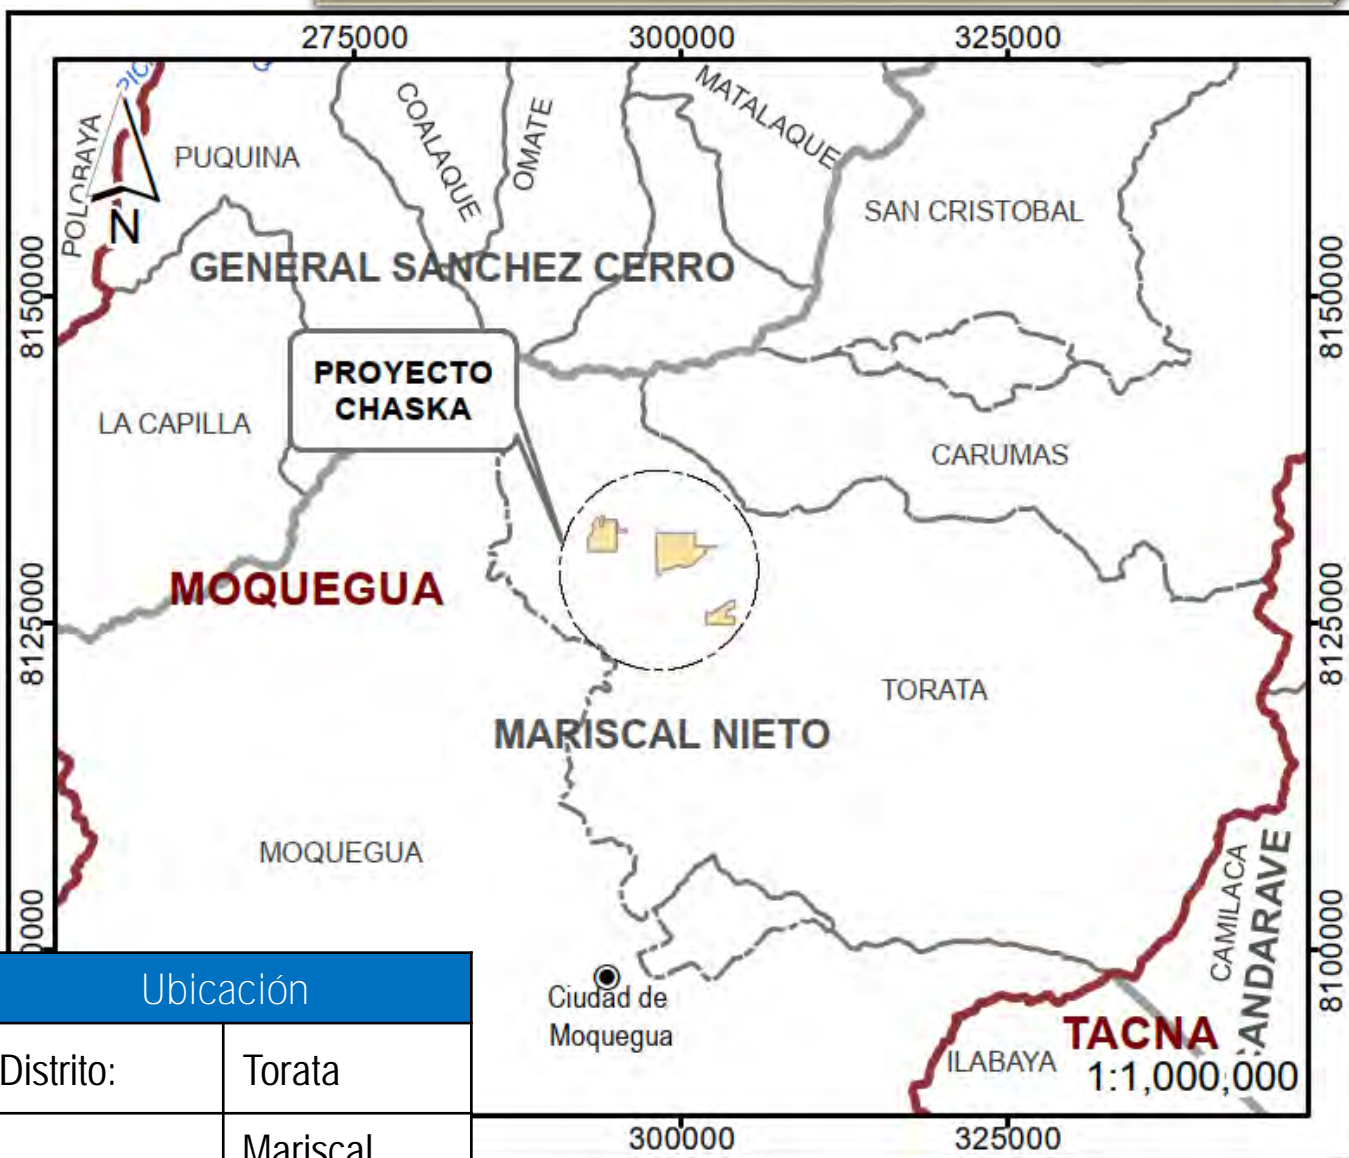 275000
300000
325000
POLOBAYA
PUQUINA
COALAQUE
OMATE
MATALAQUE
SAN CRISTOBAL
N
GENERAL SANCHEZ CERRO
8150000
8150000
PROYECTO
CHASKA
LA CAPILLA
CARUMAS
MOQUEGUA
8125000
8125000
TORATA
MARISCAL NIETO
MOQUEGUA
CAMILACA
ANDARAVE
8100000
Ciudad de
Moquegua
TACNA
ILABAYA
1:1,000,000
Ubicación
Distrito: Torata
Mariscal
300000
325000